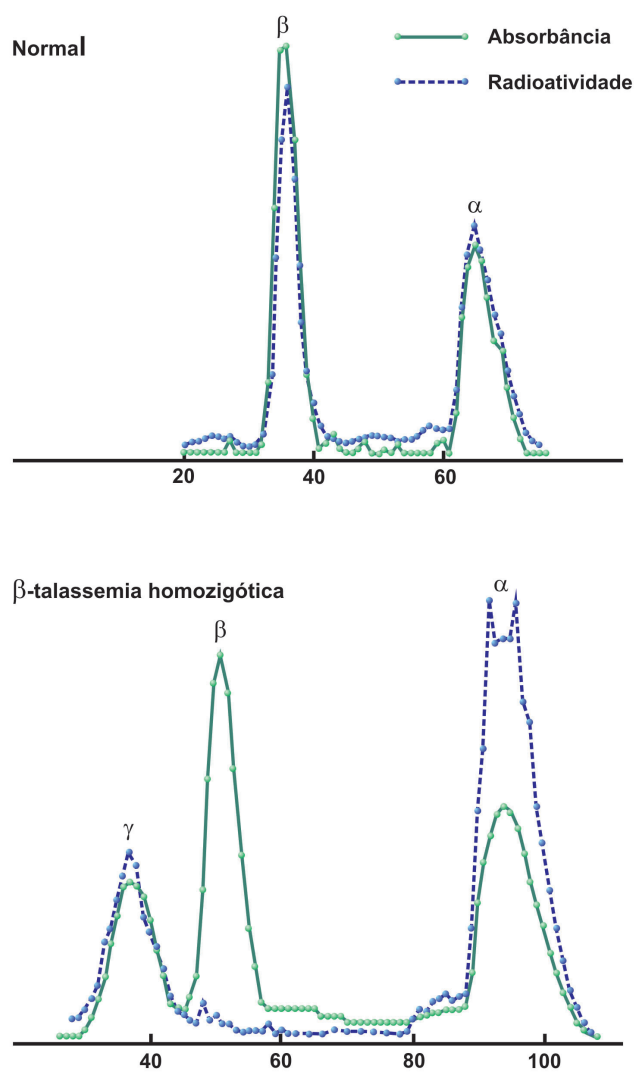 Normal
β
Absorbância
Radioatividade
α
20
40
60
β-talassemia homozigótica
α
β
γ
40
60
80
100